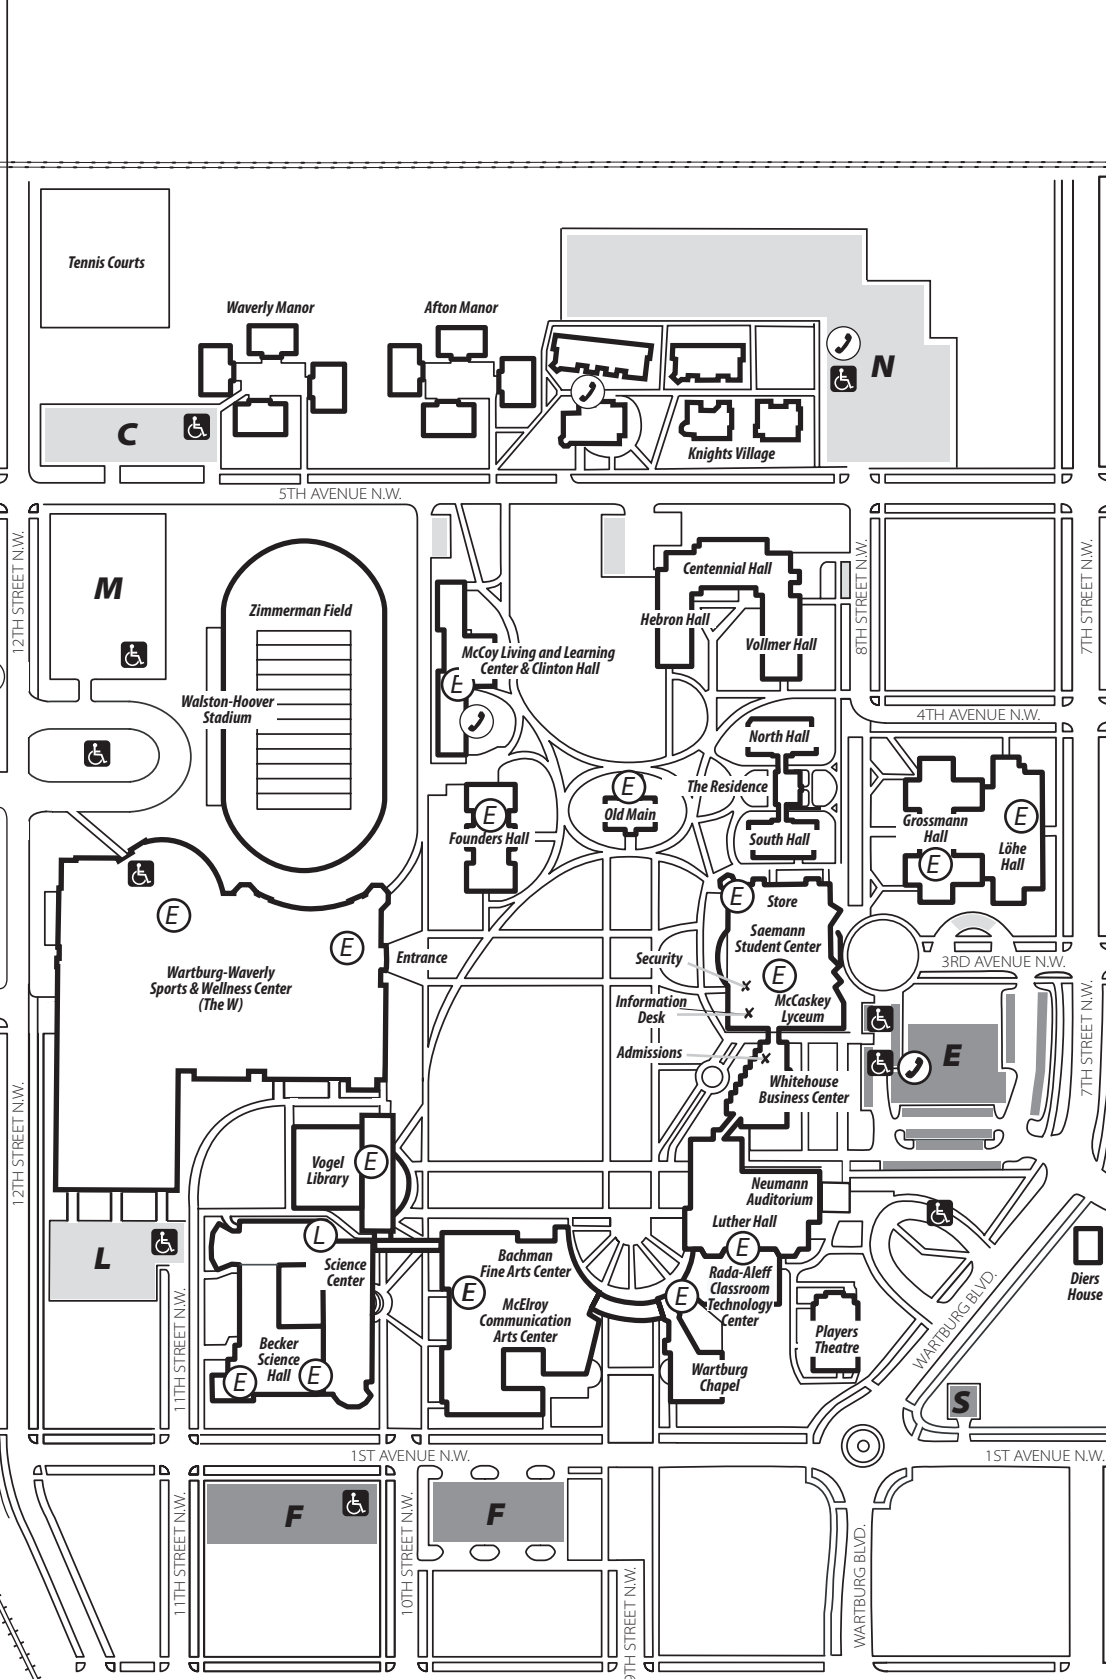 Tennis Courts
Waverly Manor
Afton Manor
N
C
Knights Village
5TH AVENUE N.W.
12TH STREET N.W.
M
Zimmerman Field
Walston-Hoover
Stadium
McCoy Living and Learning
Center & Clinton Hall
E
Centennial Hall
Hebron Hall
Vollmer Hall
8TH STREET N.W.
7TH STREET N.W.
4TH AVENUE N.W.
North Hall
The Residence
South Hall
E
Old Main
E
Founders Hall
Grossmann
Hall
E
E
Löhe
Hall
E
Store
Saemann
Student Center
E
McCaskey
Lyceum
Security
Information
Desk
Admissions
Whitehouse
Business Center
3RD AVENUE N.W.
E
7TH STREET N.W.
E
E
Entrance
Wartburg-Waverly
Sports & Wellness Center
(The W)
12TH STREET N.W.
Vogel
Library
E
Neumann
Auditorium
Luther Hall
E
Rada-Aleff
Classroom
Technology
Center
E
L
L
Science
Center
Becker
Science
Hall
E
E
Bachman
Fine Arts Center
E
McElroy
Communication
Arts Center
Wartburg
Chapel
Players
Theatre
WARTBURG BLVD.
Diers
House
S
11TH STREET N.W.
1ST AVENUE N.W.
1ST AVENUE N.W.
F
F
11TH STREET N.W.
10TH STREET N.W.
9TH STREET N.W.
WARTBURG BLVD.